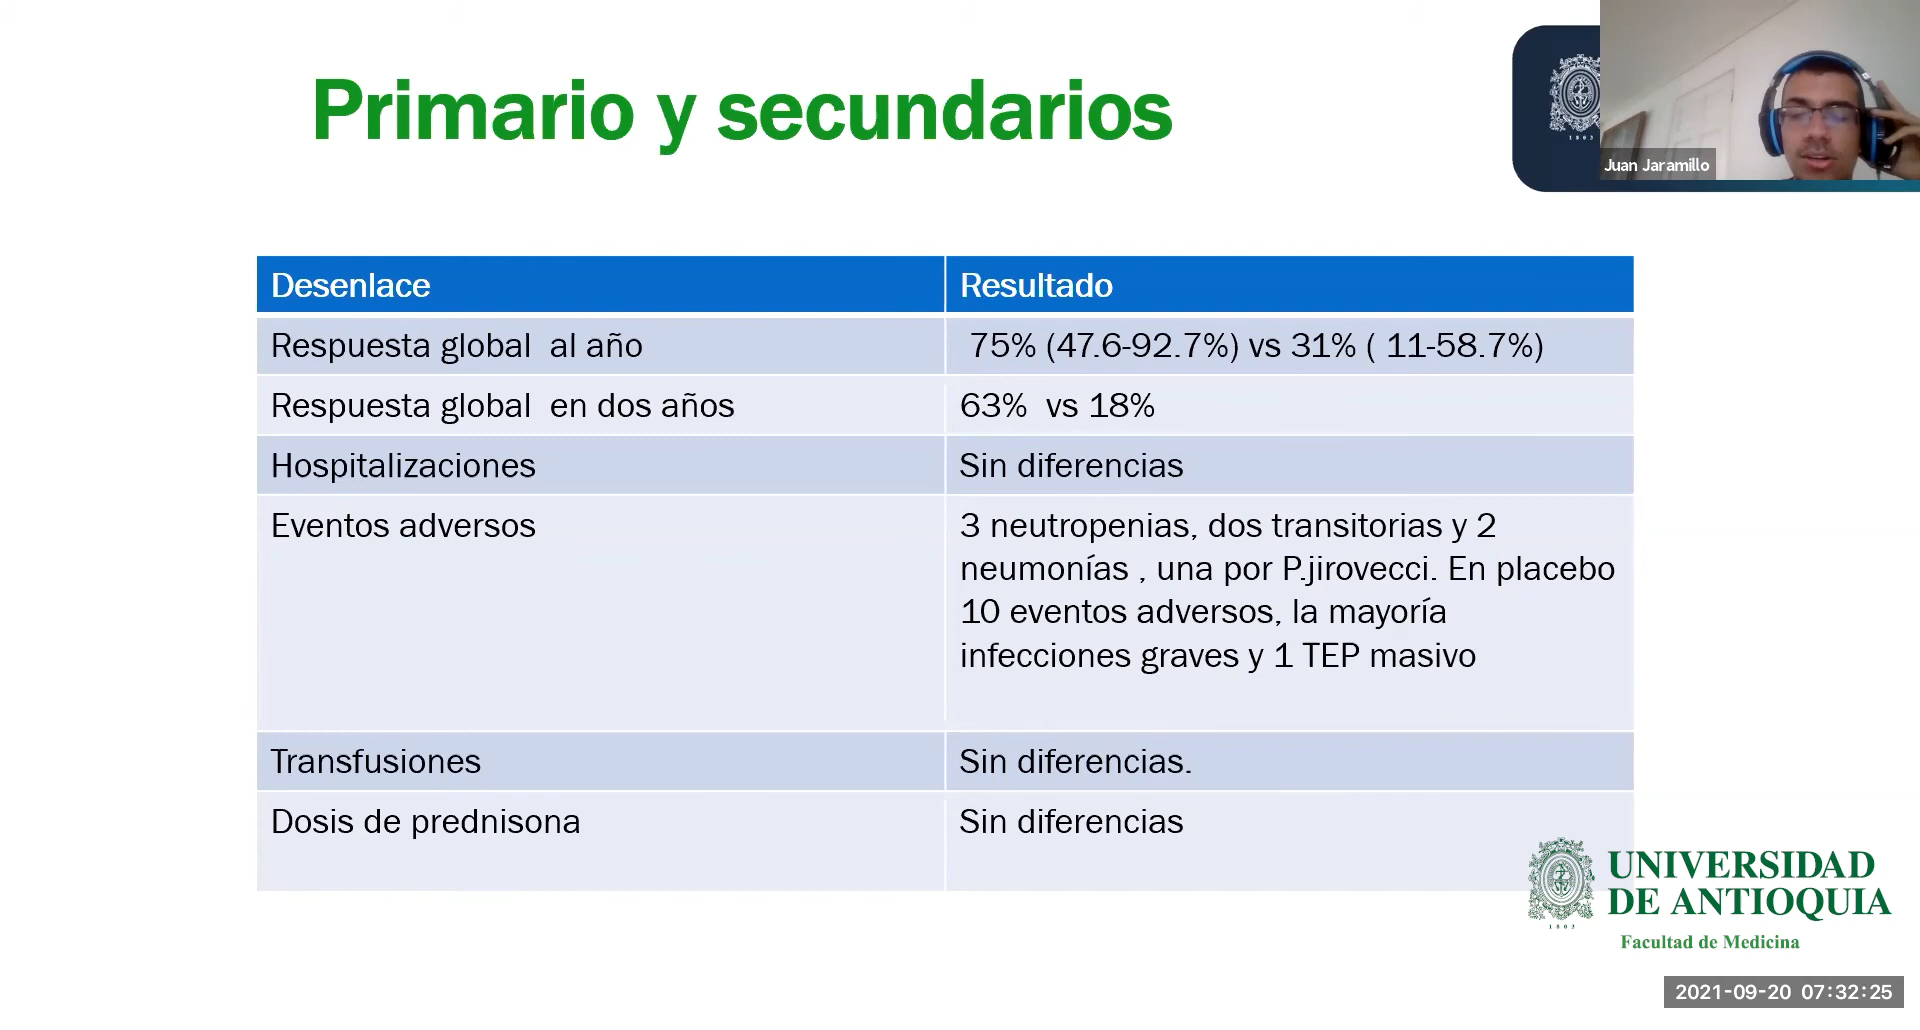 Primario y secundarios
1803
Juan Jaramillo
Desenlace
Resultado
Respuesta global al año
75% (47.6-92.7%) vs 31% ( 11-58.7%)
Respuesta global en dos años
63% vs 18%
Hospitalizaciones
Sin diferencias
Eventos adversos
3 neutropenias, dos transitorias y 2
neumonías , una por P.jirovecci. En placebo
10 eventos adversos, la mayoría
infecciones graves y 1 TEP masivo
Transfusiones
Sin diferencias.
Dosis de prednisona
Sin diferencias
1803
UNIVERSIDAD
DE ANTIOQUIA
Facultad de Medicina
2021-09-20 07:32:25